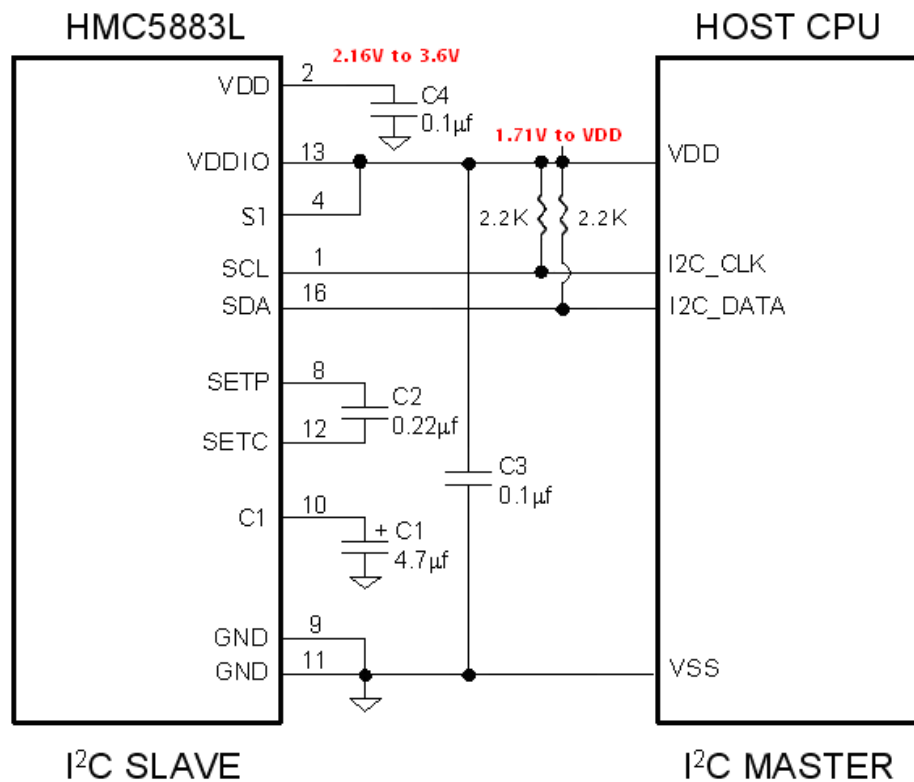 HMC5883L
HOST CPU
2.16V to 3.6V
VDD
2
C4
0.1µf
1.71V to VDD
VDDIO
13
VDD
S1
4
2.2K
2.2K
SCL
1
I2C_CLK
SDA
16
I2C_DATA
SETP
8
C2
0.22µf
SETC
12
C3
0.1µf
C1
10
+ C1
4.7µf
GND
9
GND
11
VSS
I²C SLAVE
I²C MASTER